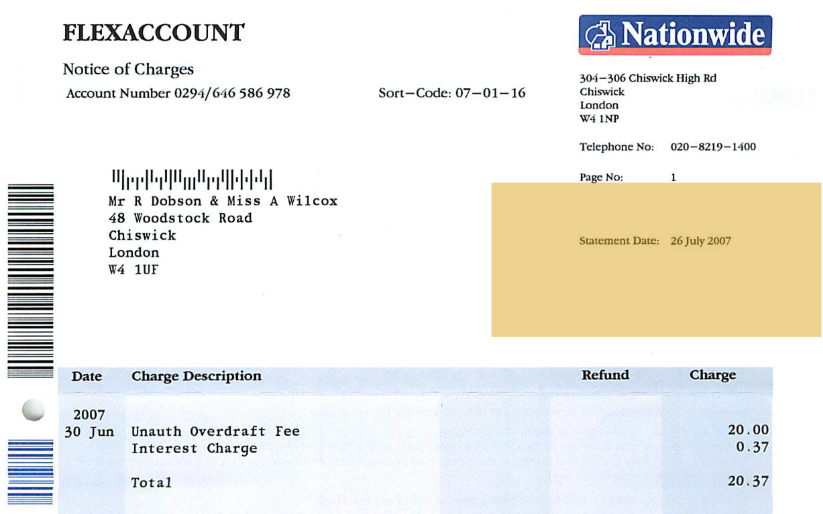 FLEXACCOUNT
Nationwide
Notice of Charges
Account Number 0294/646 586 978 Sort-Code: 07-01-16
304-306 Chiswick High Rd
Chiswick
London
W4 1NP
Telephone No: 020-8219-1400
Page No: 1
Mr R Dobson & Miss A Wilcox
48 Woodstock Road
Chiswick
London
W4 1UF
Statement Date: 26 July 2007
Date Charge Description Refund Charge
2007
30 Jun Unauth Overdraft Fee 20.00
Interest Charge 0.37
Total 20.37